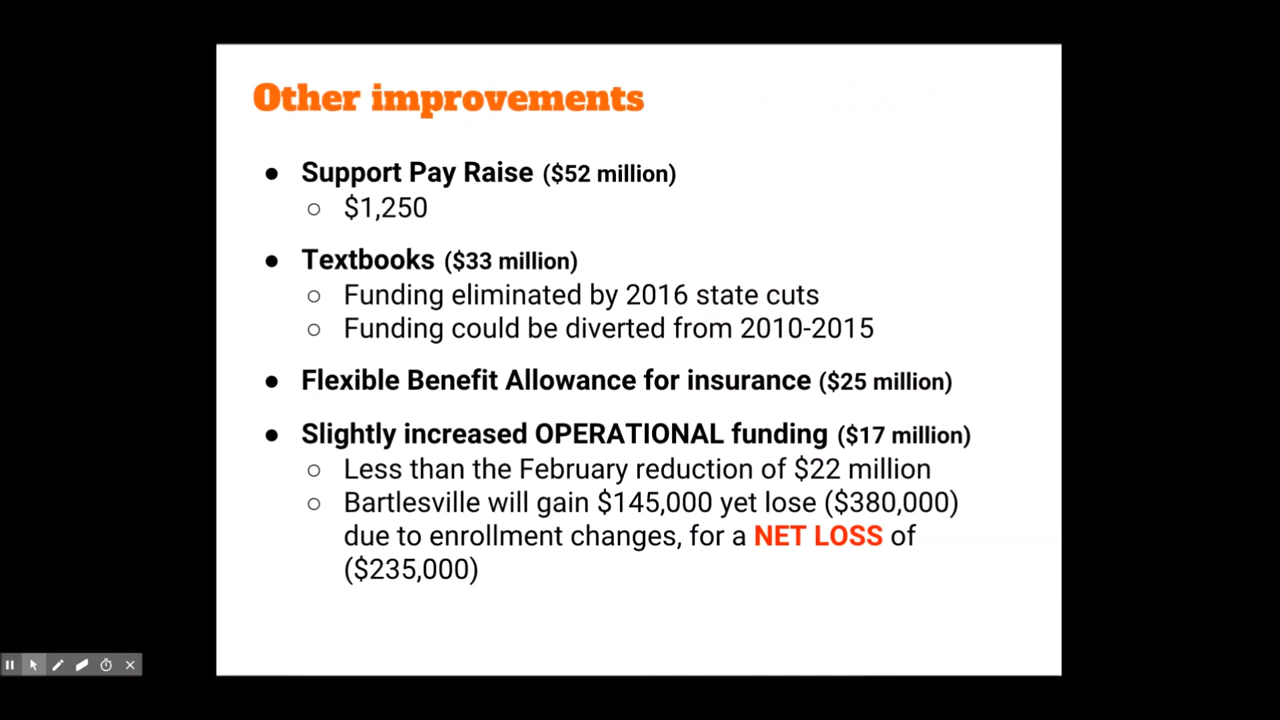 Other improvements
● Support Pay Raise ($52 million)
○ $1,250
● Textbooks ($33 million)
○ Funding eliminated by 2016 state cuts
○ Funding could be diverted from 2010-2015
● Flexible Benefit Allowance for insurance ($25 million)
● Slightly increased OPERATIONAL funding ($17 million)
○ Less than the February reduction of $22 million
○ Bartlesville will gain $145,000 yet lose ($380,000)
due to enrollment changes, for a NET LOSS of
($235,000)